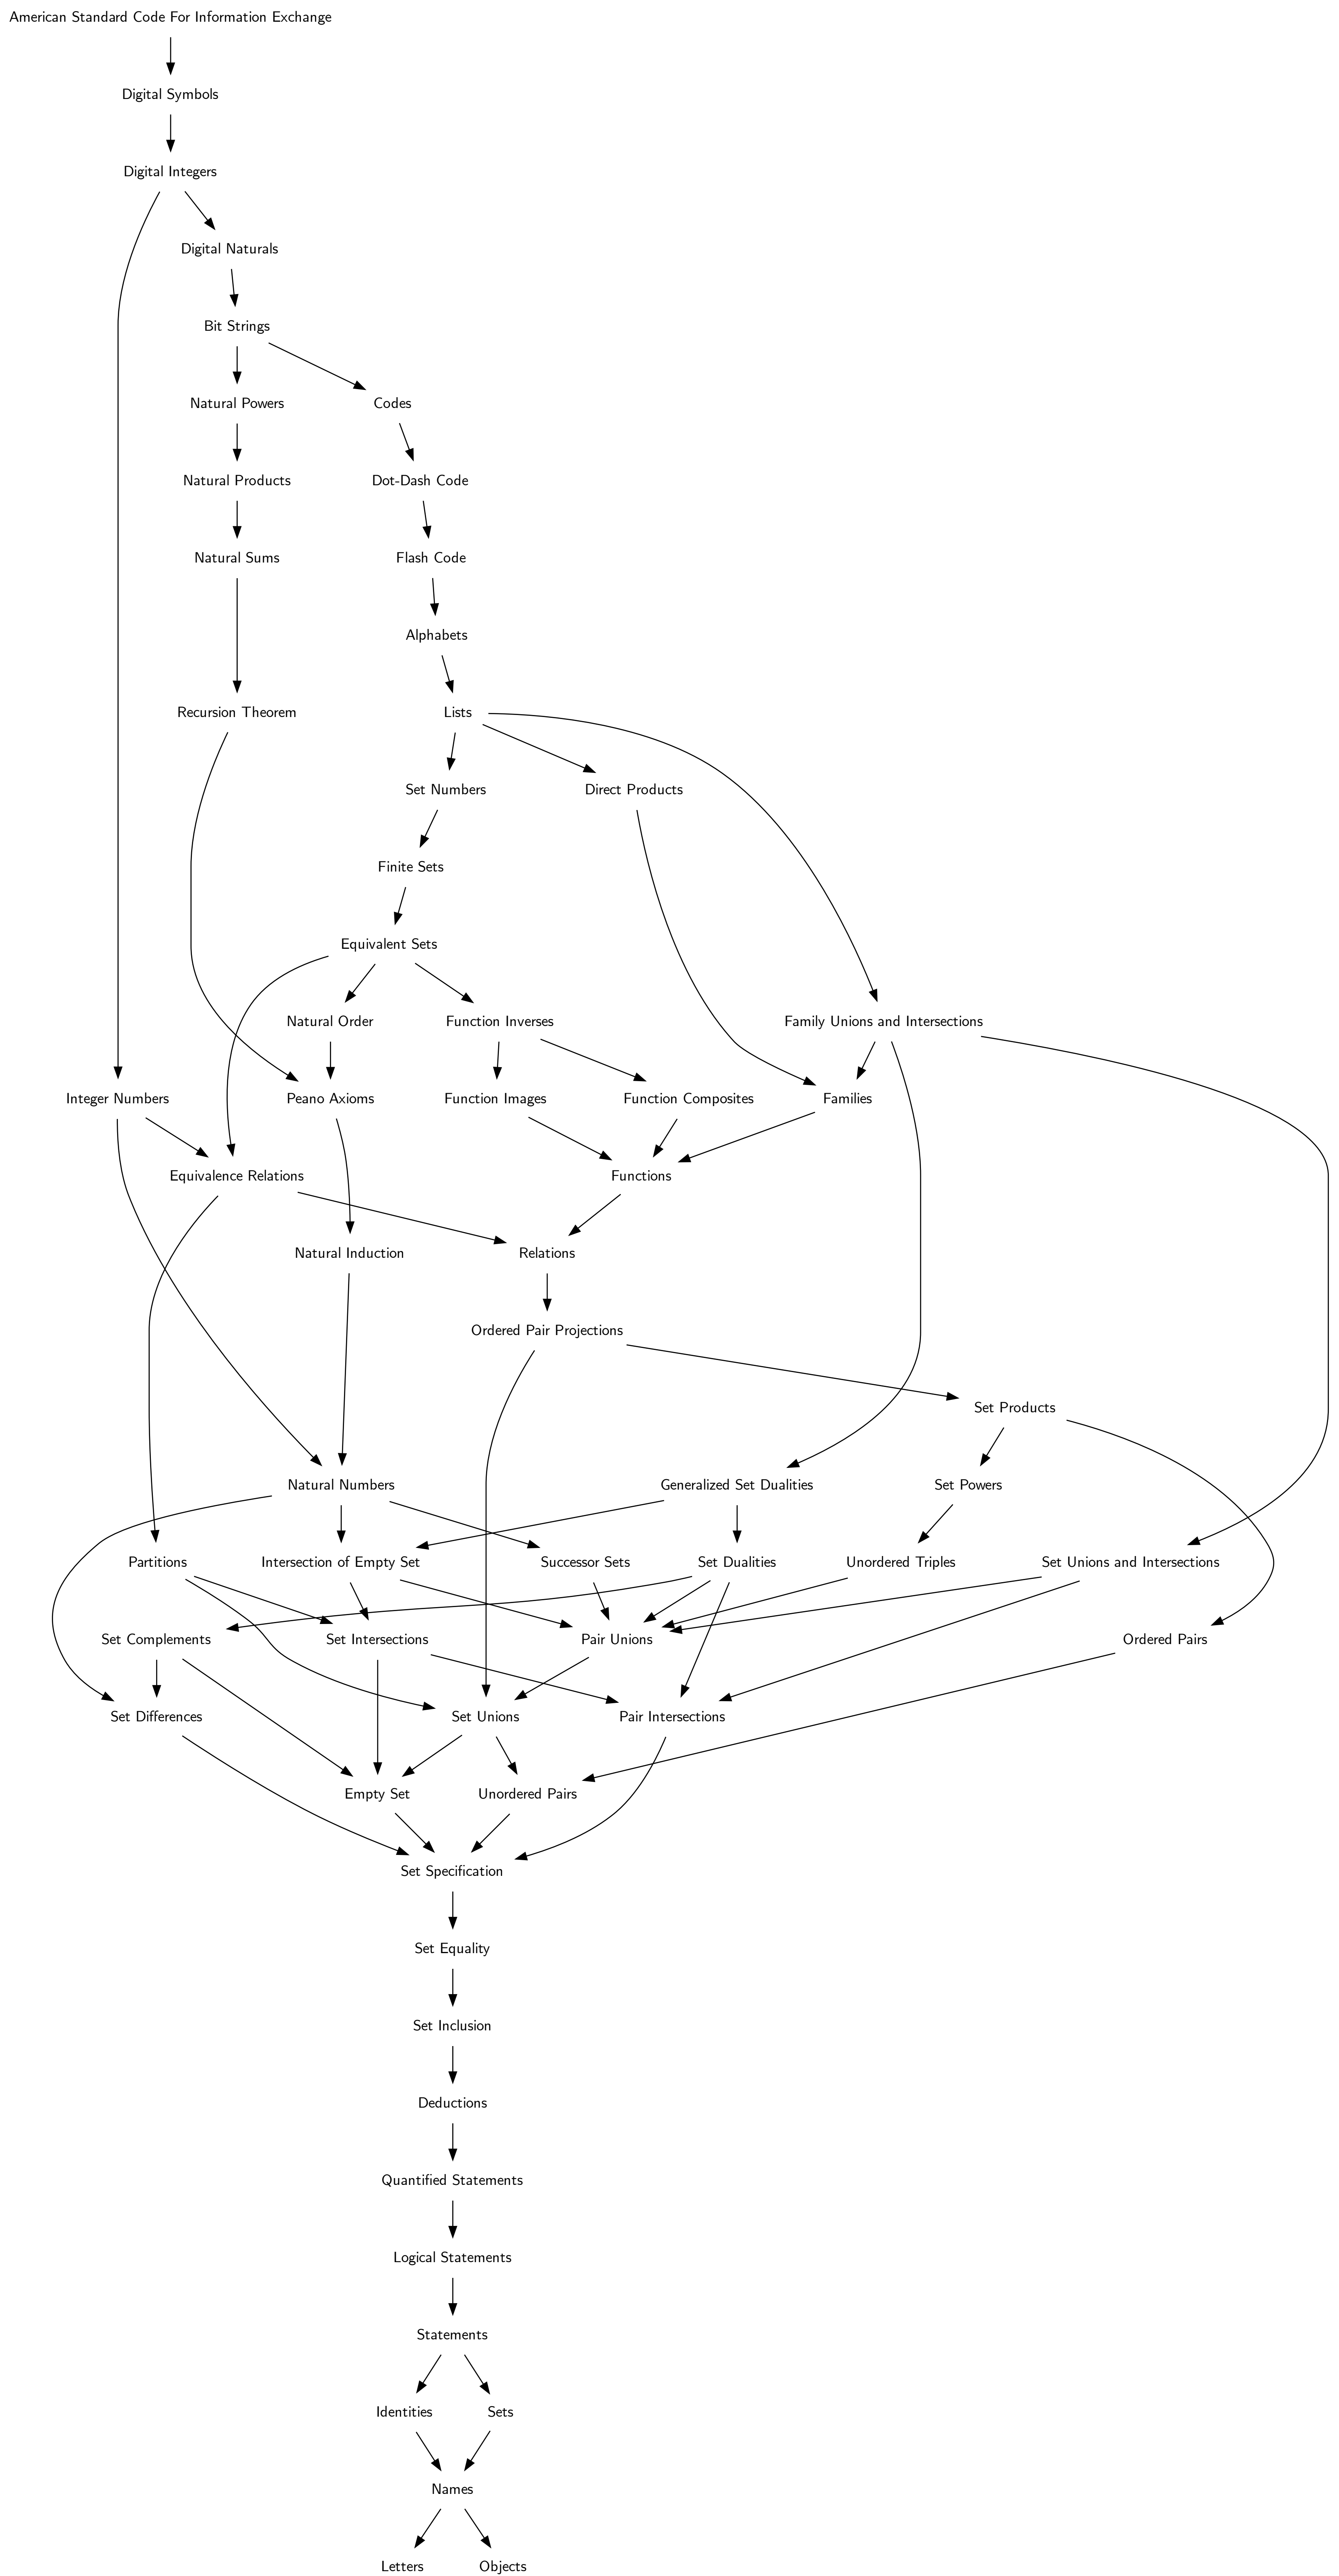 American Standard Code For Information Exchange
Digital Symbols
Digital Integers
Digital Naturals
Bit Strings
Natural Powers
Codes
Natural Products
Dot-Dash Code
Natural Sums
Flash Code
Alphabets
Recursion Theorem
Lists
Set Numbers
Direct Products
Finite Sets
Equivalent Sets
Natural Order
Function Inverses
Family Unions and Intersections
Integer Numbers
Peano Axioms
Function Images
Function Composites
Families
Equivalence Relations
Functions
Natural Induction
Relations
Ordered Pair Projections
Set Products
Natural Numbers
Generalized Set Dualities
Set Powers
Partitions
Intersection of Empty Set
Successor Sets
Set Dualities
Unordered Triples
Set Unions and Intersections
Set Complements
Set Intersections
Pair Unions
Ordered Pairs
Set Differences
Set Unions
Pair Intersections
Empty Set
Unordered Pairs
Set Specification
Set Equality
Set Inclusion
Deductions
Quantified Statements
Logical Statements
Statements
Identities
Sets
Names
Letters
Objects